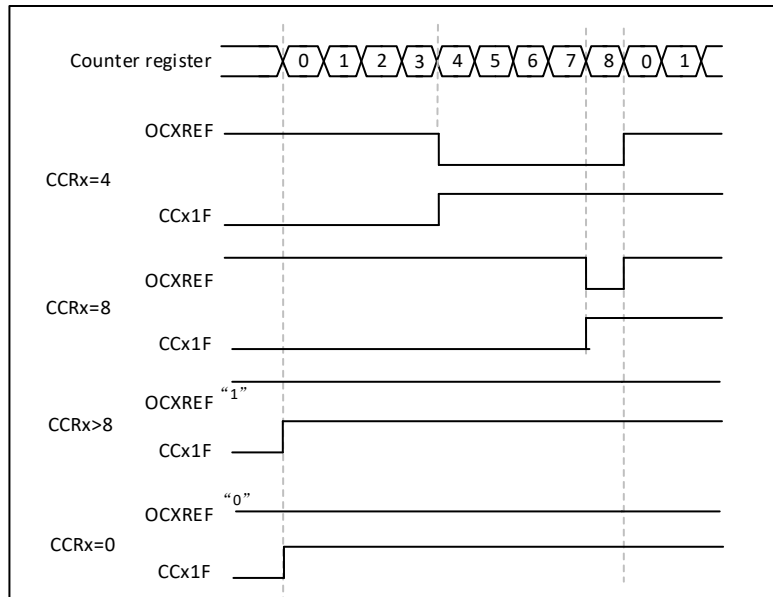 Counter register 0 1 2 3 4 5 6 7 8 0 1
OCXREF
CCRx=4
CCx1F
OCXREF
CCRx=8
CCx1F
OCXREF “1”
CCRx>8
CCx1F
OCXREF “0”
CCRx=0
CCx1F